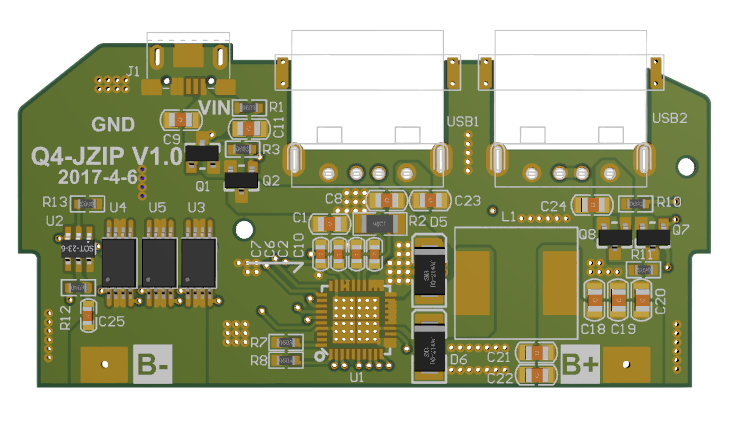 J1
VIN
R1
C9
C11
GND
USB1
USB2
Q4-JZIP V1.0
R3
2017-4-6
Q1
Q2
R13
C8
C23
C24
U2
U4
U5
U3
C1
R2
D5
L1
Q8
Q7
SOT-23-6
C7
C6
C2
C10
R11
R12
C25
C18
C19
C20
R7
R8
U1
D6
C21
C22
B-
B+